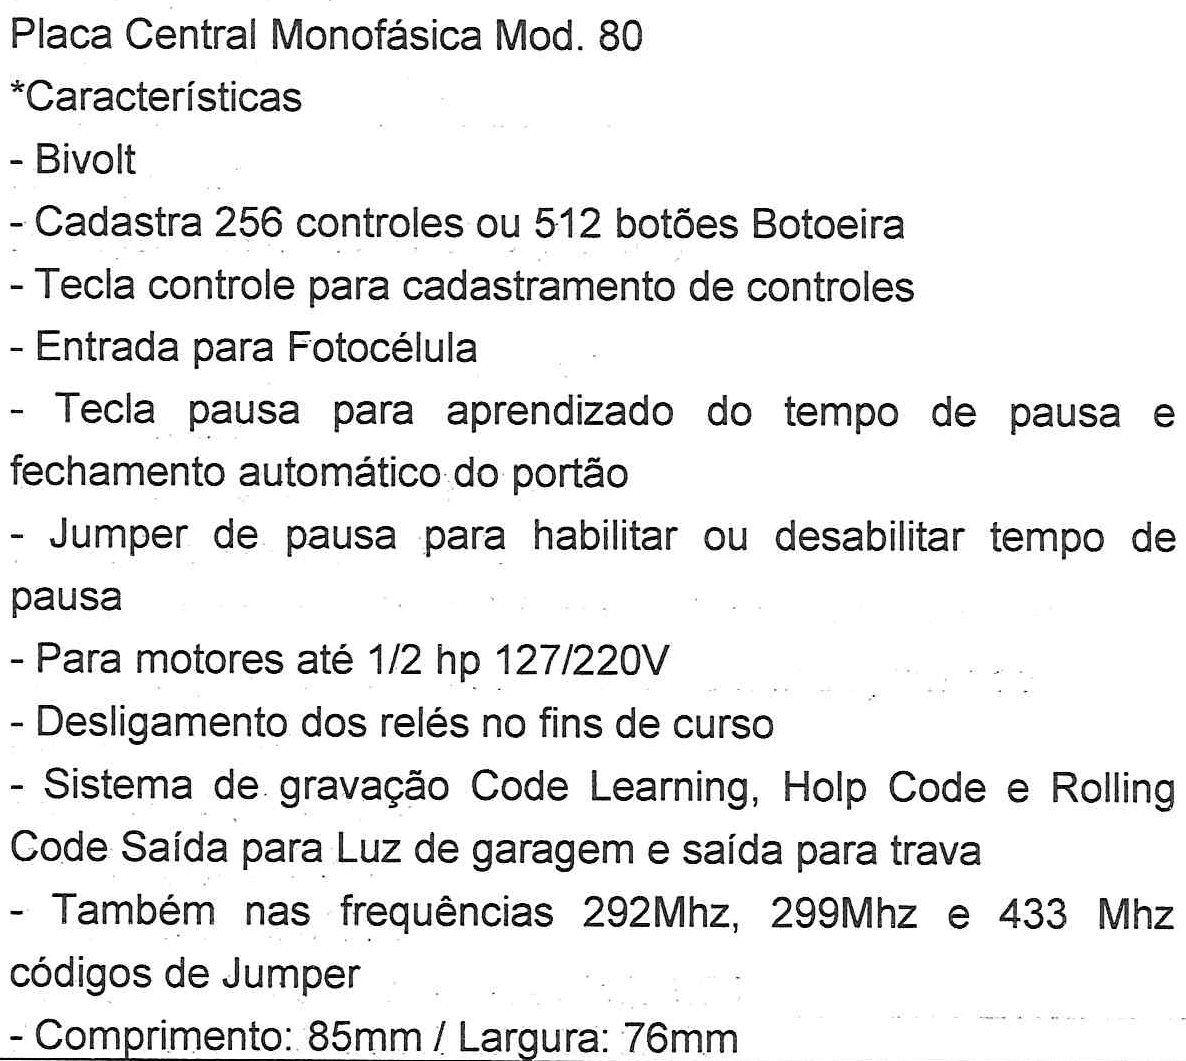 Placa Central Monofásica Mod. 80
*Características
- Bivolt
- Cadastra 256 controles ou 512 botões Botoeira
- Tecla controle para cadastramento de controles
- Entrada para Fotocélula
- Tecla pausa para aprendizado do tempo de pausa e
fechamento automático do portão
- Jumper de pausa para habilitar ou desabilitar tempo de
pausa
- Para motores até 1/2 hp 127/220V
- Desligamento dos relés no fins de curso
- Sistema de gravação Code Learning, Holp Code e Rolling
Code Saída para Luz de garagem e saída para trava
- Também nas frequências 292Mhz, 299Mhz e 433 Mhz
códigos de Jumper
- Comprimento: 85mm / Largura: 76mm